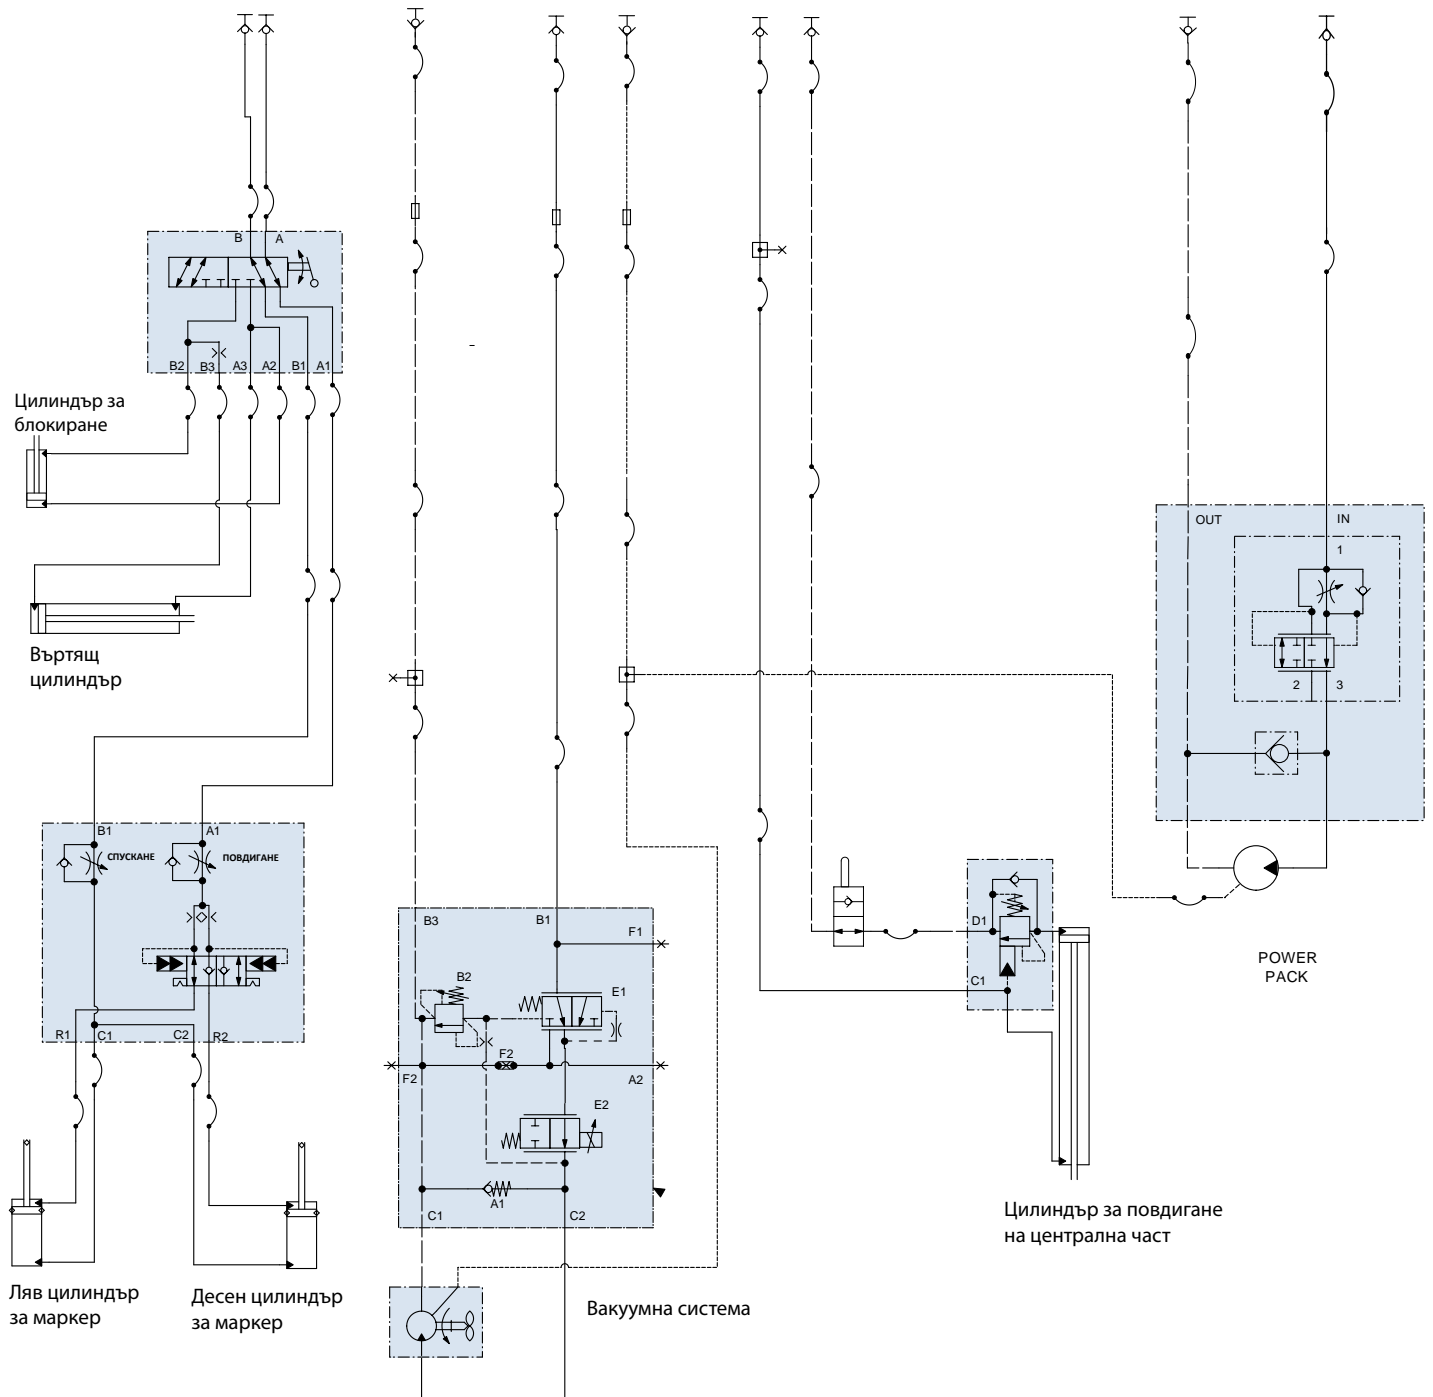 B A
B2 B3 A3 A2 B1 A1
Цилиндър за
блокиране
Въртящ
цилиндър
B1 A1
СПУСКАНЕ ПОВДИГАНЕ
R1 C1 C2 R2
Ляв цилиндър
за маркер
Десен цилиндър
за маркер
B3 B1
F1
B2 E1
F2
F2 A2
E2
A1
C1 C2
Вакуумна система
D1
C1
Цилиндър за повдигане
на централна част
OUT IN
1
2 3
POWER
PACK